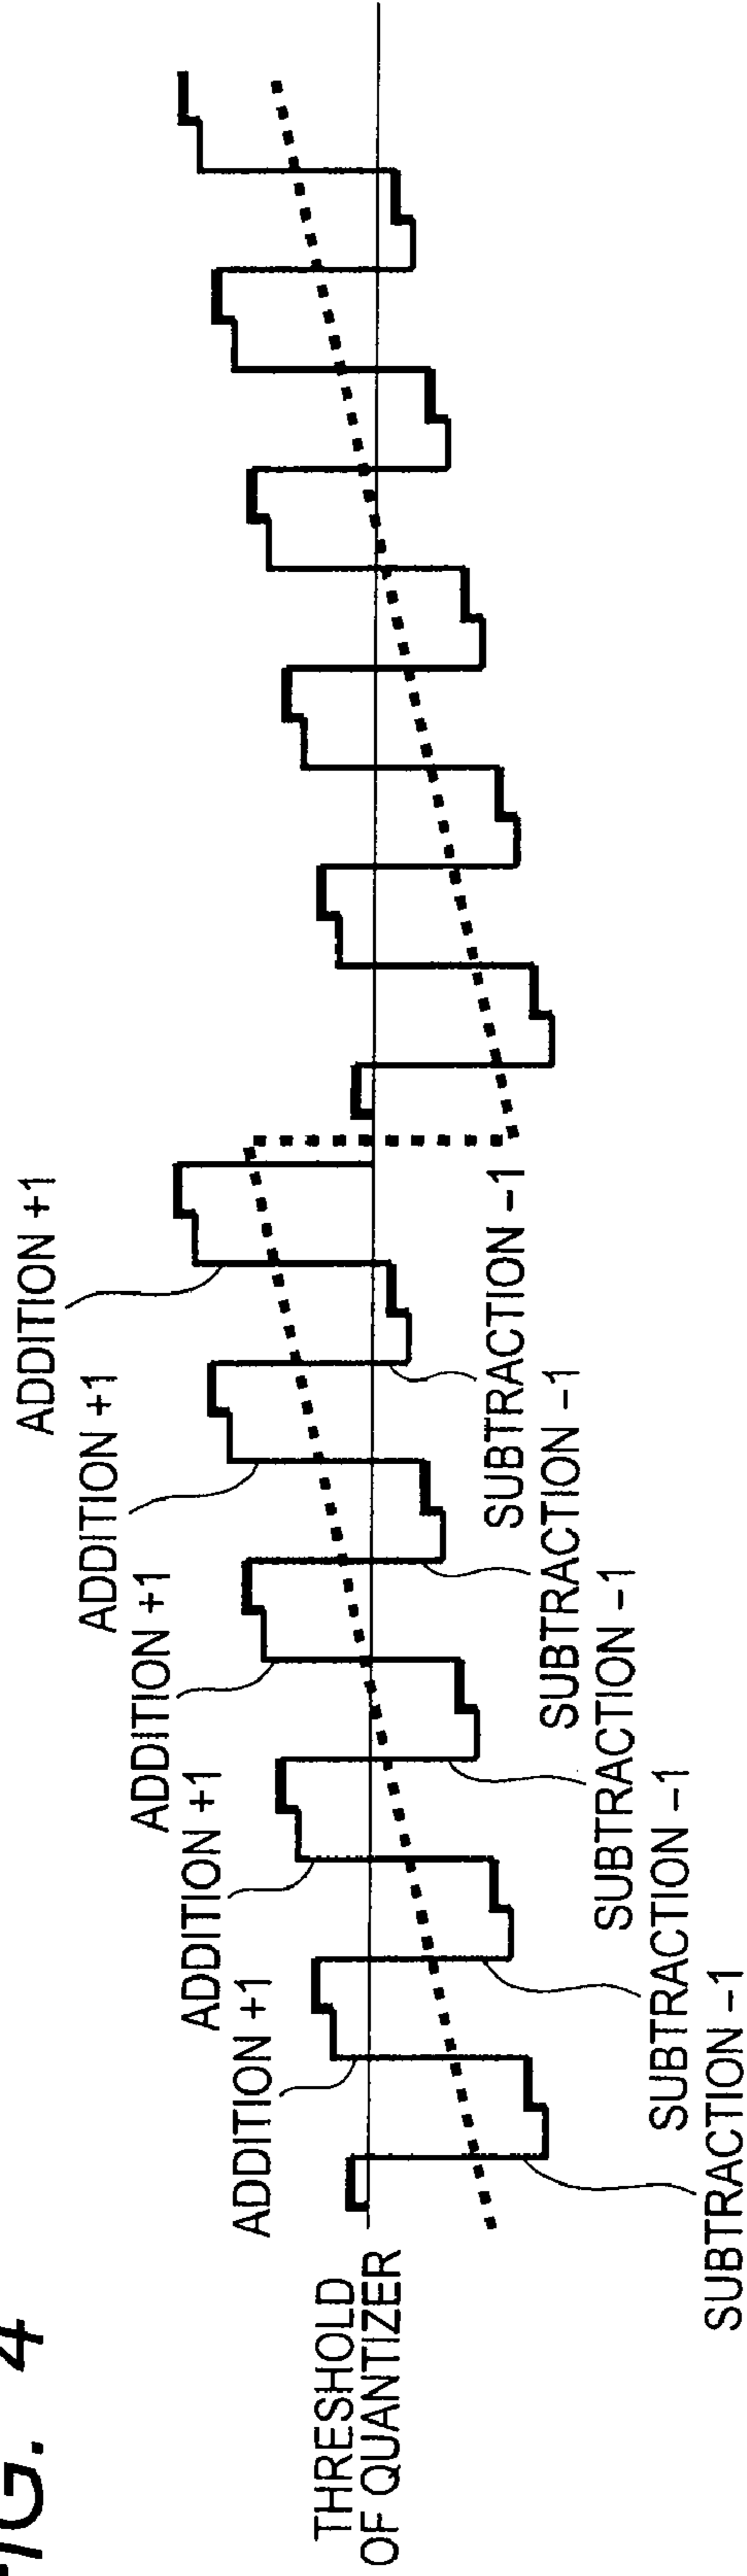 FIG. 4
THRESHOLD
OF QUANTIZER
ADDITION +1
ADDITION +1
ADDITION +1
ADDITION +1
ADDITION +1
SUBTRACTION −1
SUBTRACTION −1
SUBTRACTION −1
SUBTRACTION −1
SUBTRACTION −1